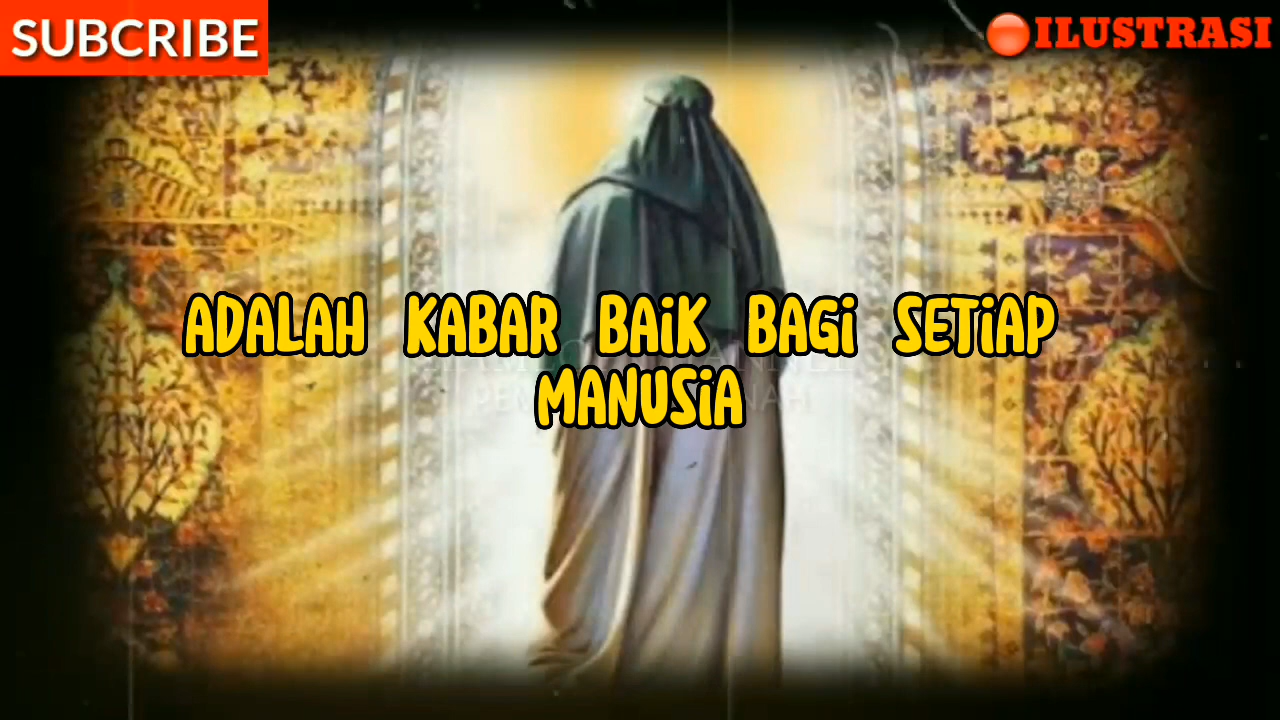 SUBCRIBE
ILUSTRASI
ADALAH KABAR BAiK BAGi SETiAP
MANUSiA